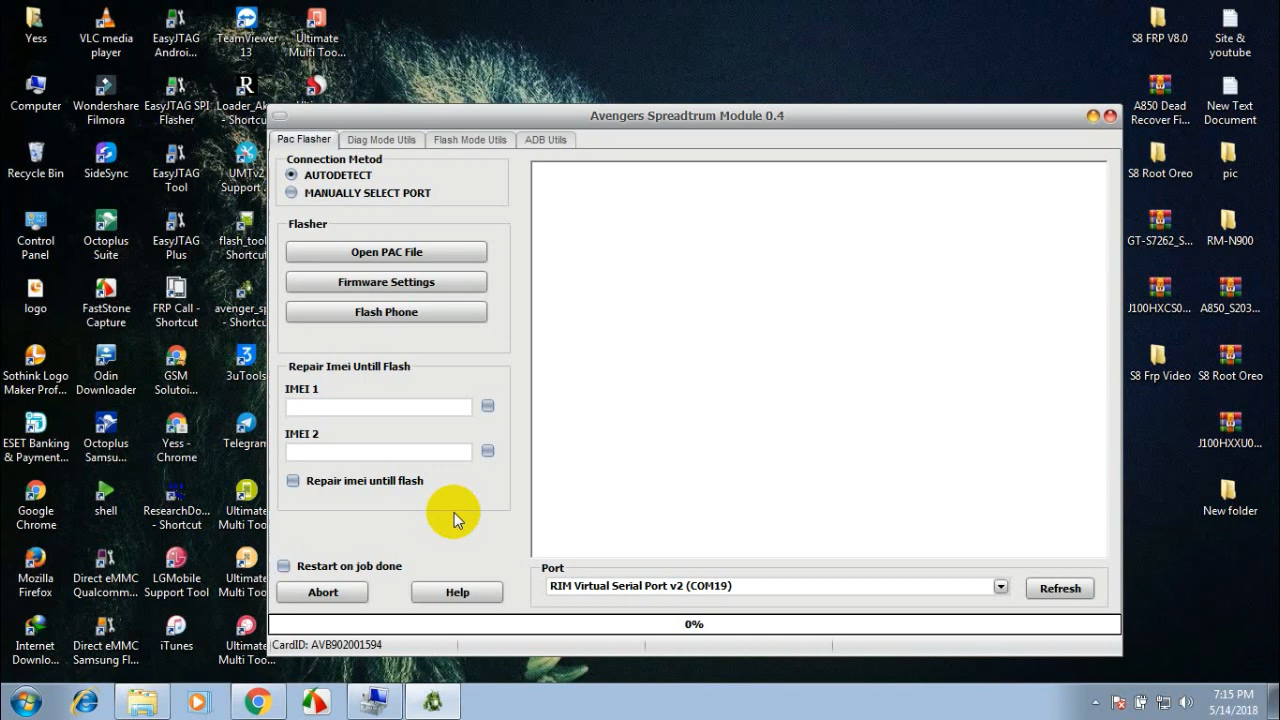 Yess
VLC media
player
EasyJTAG
Androi...
TeamViewer
13
Ultimate
Multi Too...
S8 FRP V8.0
Site &
youtube
Computer
Wondershare
Filmora
EasyJTAG SPI
Flasher
Loader_Ak
- Shortcut
A850 Dead
Recover Fi...
New Text
Document
Avengers Spreadtrum Module 0.4
Pac Flasher
Diag Mode Utils
Flash Mode Utils
ADB Utils
Connection Metod
AUTODETECT
MANUALLY SELECT PORT
Flasher
Open PAC File
Firmware Settings
Flash Phone
Repair Imei Untill Flash
IMEI 1
IMEI 2
Repair imei untill flash
Restart on job done
Abort
Help
Port
RIM Virtual Serial Port v2 (COM19)
Refresh
0%
CardID: AVB902001594
Recycle Bin
SideSync
EasyJTAG
Tool
UMTv2
Support ...
S8 Root Oreo
pic
Control
Panel
Octoplus
Suite
EasyJTAG
Plus
flash_tool
Shortcut
GT-S7262_S...
RM-N900
logo
FastStone
Capture
FRP Call -
Shortcut
avenger_sp
- Shortcu
J100HXCS0...
A850_S203...
Sothink Logo
Maker Prof...
Odin
Downloader
GSM
Solutoi...
3uTools
S8 Frp Video
S8 Root Oreo
ESET Banking
& Payment...
Octoplus
Samsu...
Yess -
Chrome
Telegram
J100HXXU0...
Google
Chrome
shell
ResearchDo...
- Shortcut
Ultimate
Multi Too
New folder
Mozilla
Firefox
Direct eMMC
Qualcomm...
LGMobile
Support Tool
Ultimate
Multi Too
Internet
Downlo...
Direct eMMC
Samsung Fl...
iTunes
Ultimate
Multi Too...
7:15 PM
5/14/2018